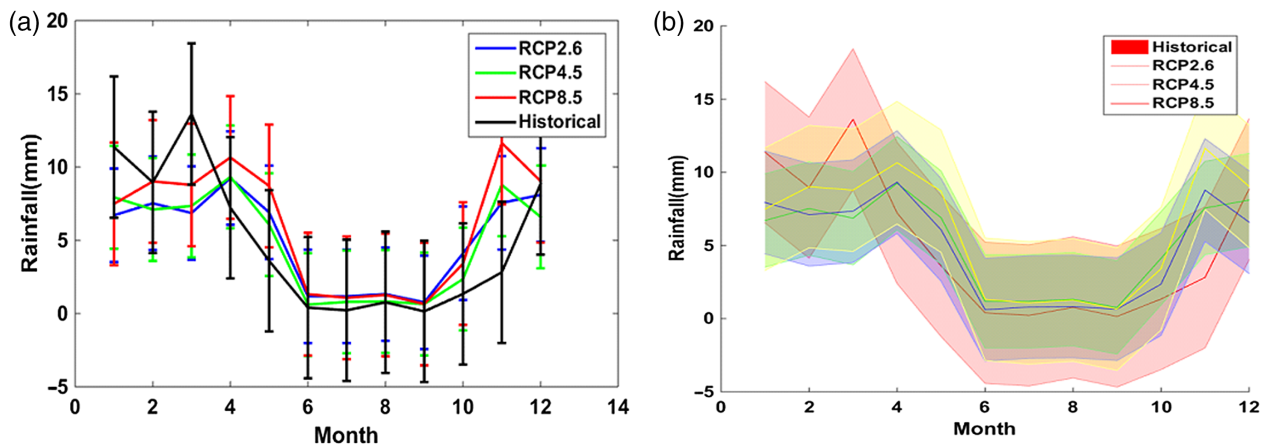 (a)
20
15
10
5
0
−5
Rainfall(mm)
0 2 4 6 8 10 12 14
Month
RCP2.6
RCP4.5
RCP8.5
Historical
(b)
20
15
10
5
0
−5
Rainfall(mm)
0 2 4 6 8 10 12
Month
Historical
RCP2.6
RCP4.5
RCP8.5